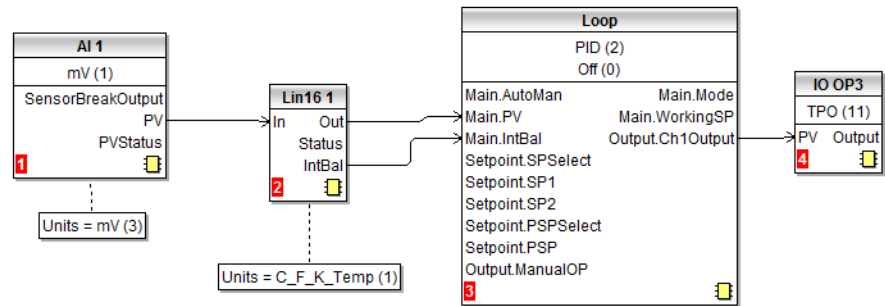 AI 1
mV (1)
SensorBreakOutput
PV
PVStatus
1
Units = mV (3)
Lin16 1
In Out
Status
IntBal
2
Units = C_F_K_Temp (1)
Loop
PID (2)
Off (0)
Main.AutoMan Main.Mode
Main.PV Main.WorkingSP
Main.IntBal Output.Ch1Output
Setpoint.SPSelect
Setpoint.SP1
Setpoint.SP2
Setpoint.PSPSelect
Setpoint.PSP
Output.ManualOP
3
IO OP3
TPO (11)
PV Output
4